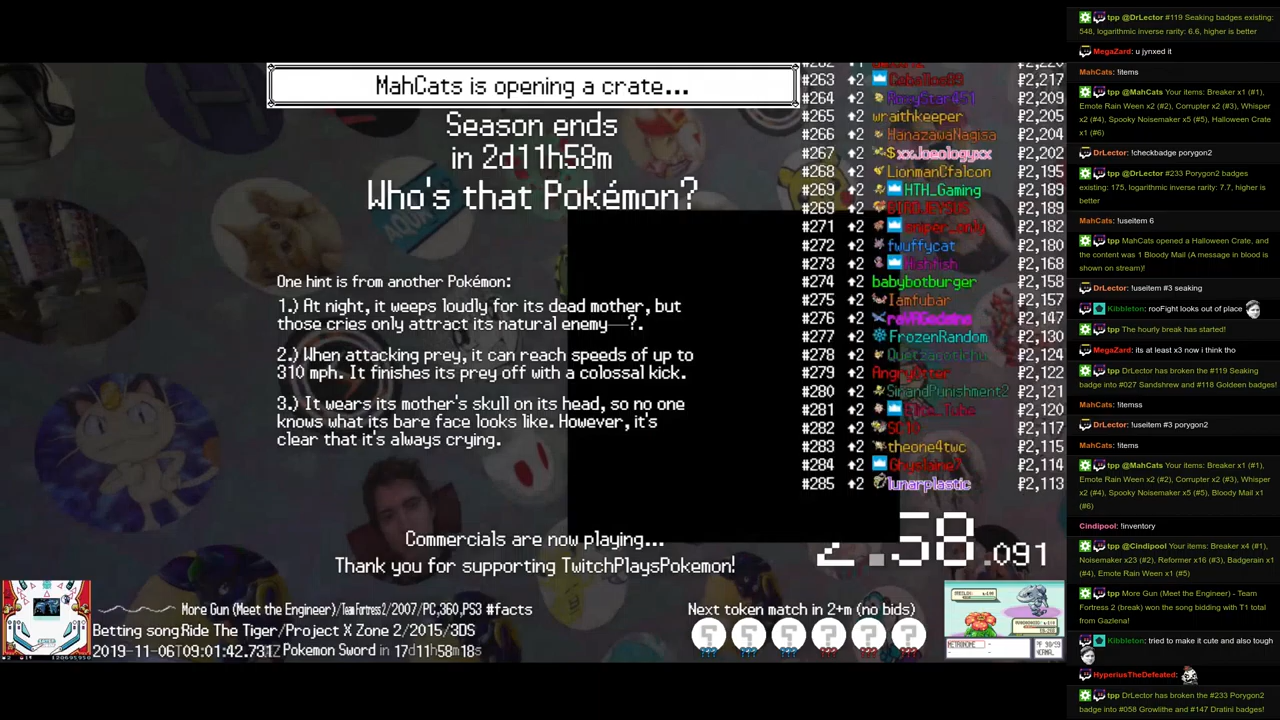 MahCats is opening a crate...
Season ends
in 2d11h58m
Who's that Pokémon?
One hint is from another Pokémon:
1.) At night, it weeps loudly for its dead mother, but
those cries only attract its natural enemy—?.
2.) When attacking prey, it can reach speeds of up to
310 mph. It finishes its prey off with a colossal kick.
3.) It wears its mother's skull on its head, so no one
knows what its bare face looks like. However, it's
clear that it's always crying.
Commercials are now playing...
Thank you for supporting TwitchPlaysPokemon!
#263 2 ₽2,217
#264 2 RoxyStar451 ₽2,209
#265 2 wraithkeeper ₽2,205
#266 2 HanazawaNagisa ₽2,204
#267 2 $ xxJoeologyxx ₽2,202
#268 2 LionmanCfalcon ₽2,195
#269 2 HTH_Gaming ₽2,189
#269 2 ₽2,189
#271 2 sniper_only ₽2,182
#272 2 fwuffycat ₽2,180
#273 2 ₽2,168
#274 2 babybotburger ₽2,158
#275 2 Iamfubar ₽2,157
#276 2 ₽2,147
#277 2 FrozenRandom ₽2,130
#278 2 ₽2,124
#279 2 ₽2,122
#280 2 SinandPunishment2 ₽2,121
#281 2 ₽2,120
#282 2 ₽2,117
#283 2 theone4twc ₽2,115
#284 2 ₽2,114
#285 2 lunarplastic ₽2,113
58.091
More Gun (Meet the Engineer)/Team Fortress 2/2007/PC,360,PS3 #facts
Betting song Ride The Tiger/Project X Zone 2/2015/3DS
2019-11-06 Pokemon Sword in 11h58m18s
Next token match in 2+m (no bids)
METRONOME
NORMAL
tpp @DrLector #119 Seaking badges existing:
548, logarithmic inverse rarity: 6.6, higher is better
MegaZard: u jynxed it
MahCats: !items
tpp @MahCats Your items: Breaker x1 (#1),
Emote Rain Ween x2 (#2), Corrupter x2 (#3), Whisper
x2 (#4), Spooky Noisemaker x5 (#5), Halloween Crate
x1 (#6)
DrLector: !checkbadge porygon2
tpp @DrLector #233 Porygon2 badges
existing: 175, logarithmic inverse rarity: 7.7, higher is
better
MahCats: !useitem 6
tpp MahCats opened a Halloween Crate, and
the content was 1 Bloody Mail (A message in blood is
shown on stream)!
DrLector: !useitem #3 seaking
Kibbleton: rooFight looks out of place
tpp The hourly break has started!
MegaZard: its at least x3 now i think tho
tpp DrLector has broken the #119 Seaking
badge into #027 Sandshrew and #118 Goldeen badges!
MahCats: !itemss
DrLector: !useitem #3 porygon2
MahCats: !items
tpp @MahCats Your items: Breaker x1 (#1),
Emote Rain Ween x2 (#2), Corrupter x2 (#3), Whisper
x2 (#4), Spooky Noisemaker x5 (#5), Bloody Mail x1
(#6)
Cindipool: !inventory
tpp @Cindipool Your items: Breaker x4 (#1),
Noisemaker x23 (#2), Reformer x16 (#3), Badgerain x1
(#4), Emote Rain Ween x1 (#5)
tpp More Gun (Meet the Engineer) - Team
Fortress 2 (break) won the song bidding with T1 total
from Gazlena!
Kibbleton: tried to make it cute and also tough
HyperiusTheDefeated:
tpp DrLector has broken the #233 Porygon2
badge into #058 Growlithe and #147 Dratini badges!